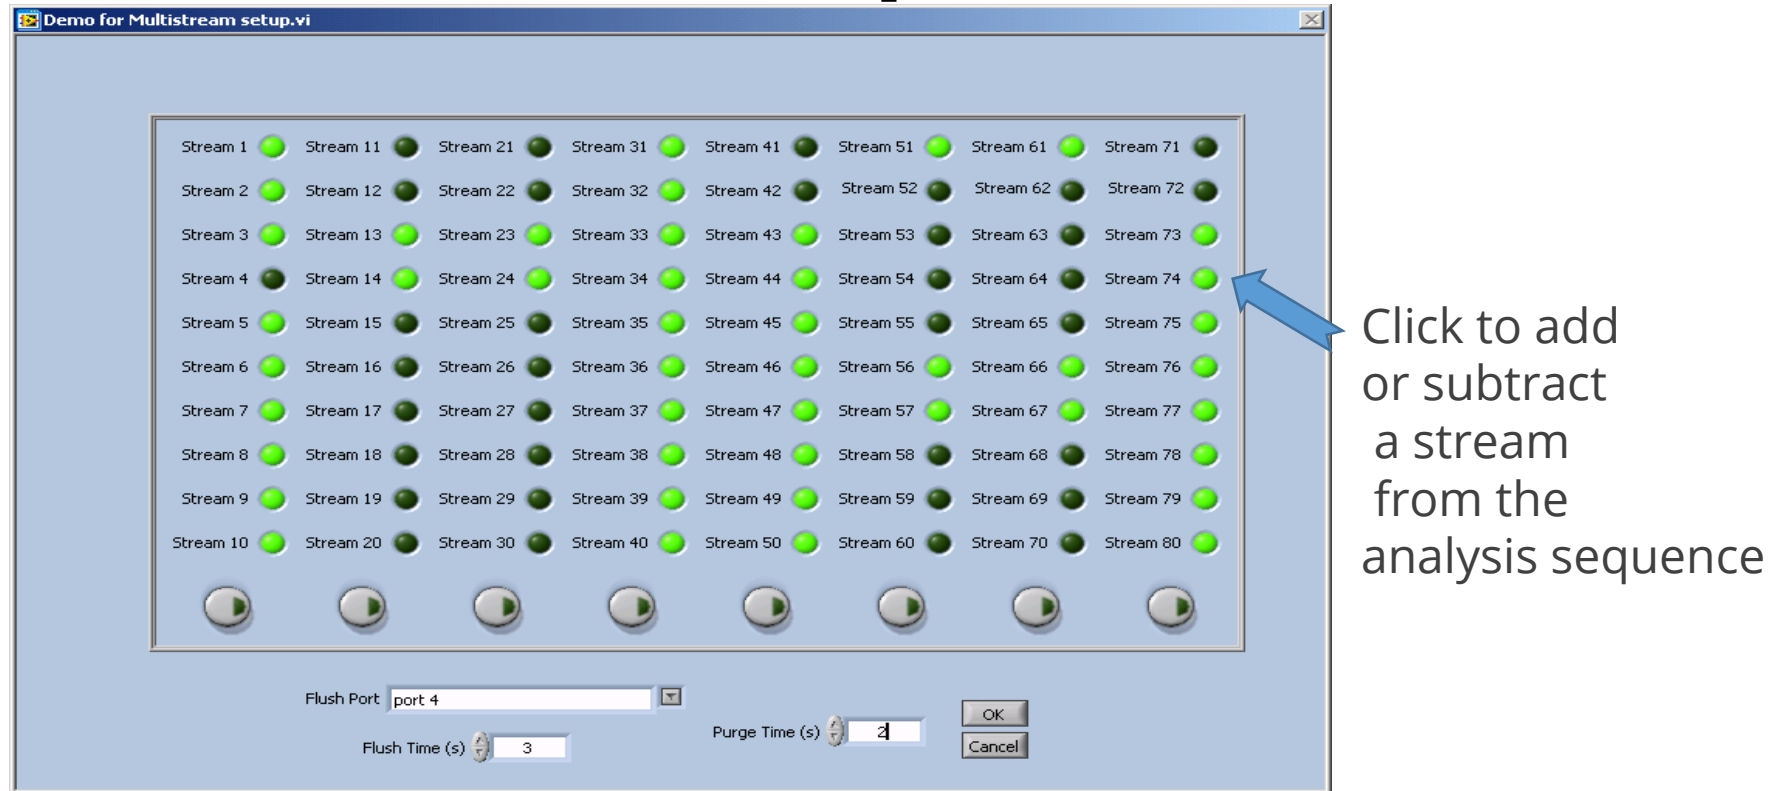 Demo for Multistream setup.vi
Stream 1 Stream 11 Stream 21 Stream 31 Stream 41 Stream 51 Stream 61 Stream 71
Stream 2 Stream 12 Stream 22 Stream 32 Stream 42 Stream 52 Stream 62 Stream 72
Stream 3 Stream 13 Stream 23 Stream 33 Stream 43 Stream 53 Stream 63 Stream 73
Stream 4 Stream 14 Stream 24 Stream 34 Stream 44 Stream 54 Stream 64 Stream 74
Stream 5 Stream 15 Stream 25 Stream 35 Stream 45 Stream 55 Stream 65 Stream 75
Stream 6 Stream 16 Stream 26 Stream 36 Stream 46 Stream 56 Stream 66 Stream 76
Stream 7 Stream 17 Stream 27 Stream 37 Stream 47 Stream 57 Stream 67 Stream 77
Stream 8 Stream 18 Stream 28 Stream 38 Stream 48 Stream 58 Stream 68 Stream 78
Stream 9 Stream 19 Stream 29 Stream 39 Stream 49 Stream 59 Stream 69 Stream 79
Stream 10 Stream 20 Stream 30 Stream 40 Stream 50 Stream 60 Stream 70 Stream 80
Flush Port port 4
Flush Time (s) 3
Purge Time (s) 2
OK
Cancel
Click to add
or subtract
a stream
from the
analysis sequence